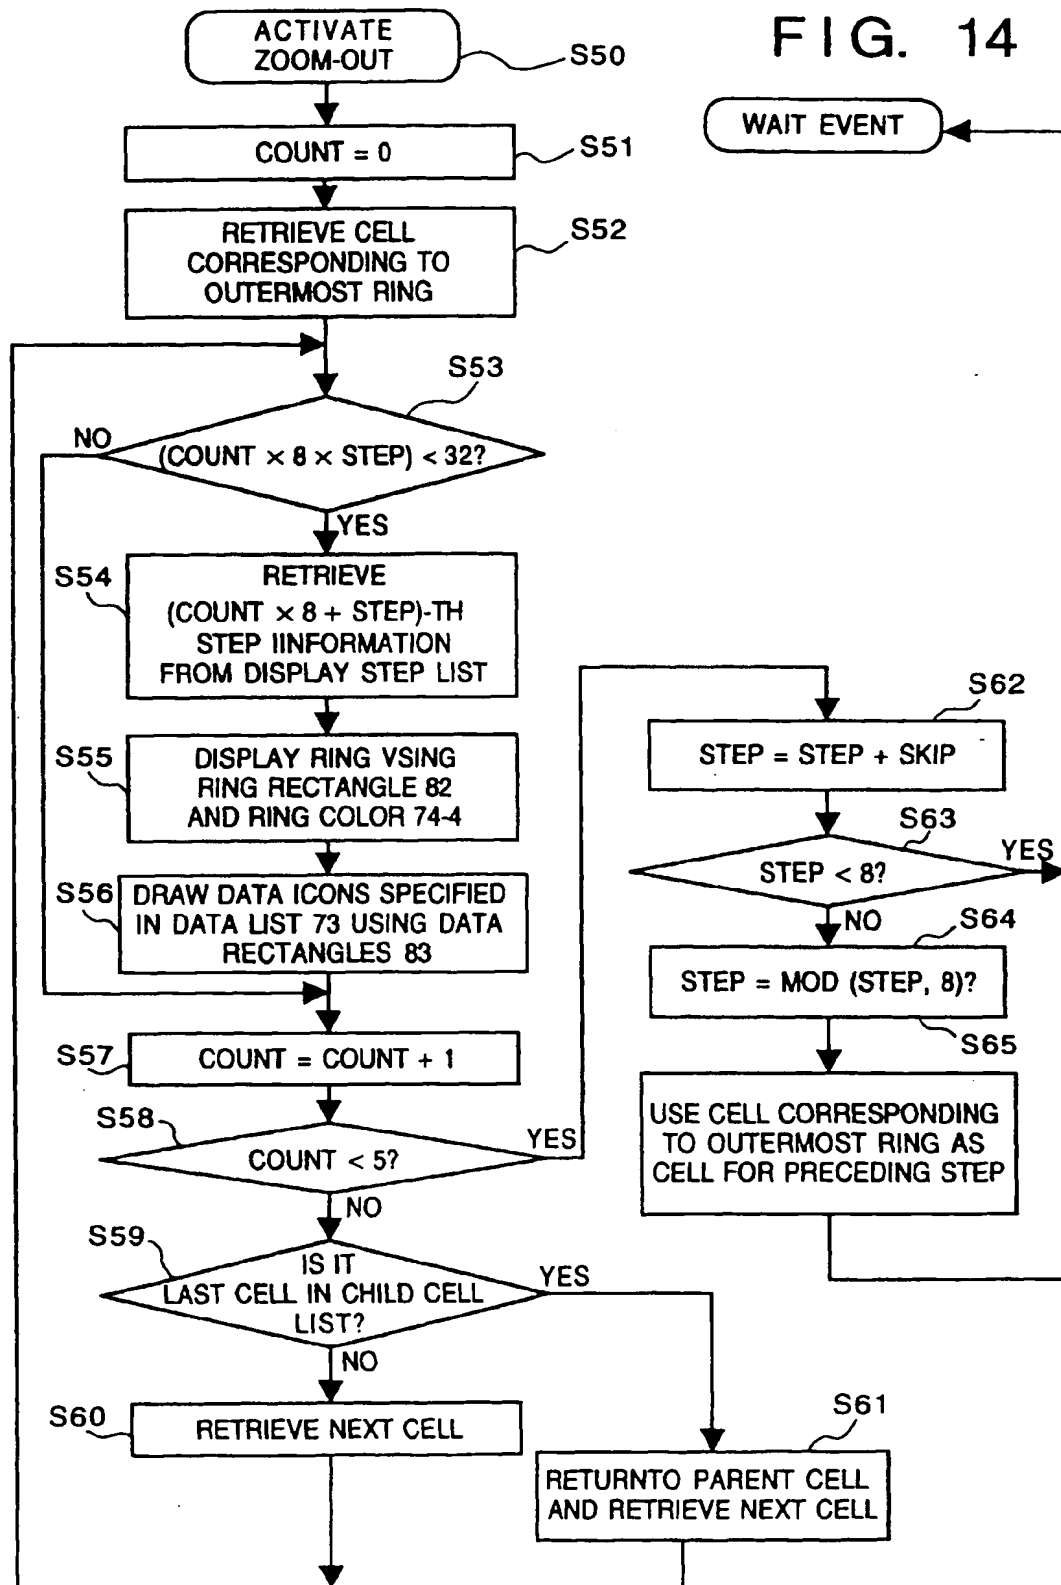 FIG. 14
ACTIVATE
ZOOM-OUT
S50
WAIT EVENT
COUNT = 0
S51
RETRIEVE CELL
CORRESPONDING TO
OUTERMOST RING
S52
S53
NO
(COUNT × 8 × STEP) < 32?
YES
S54
RETRIEVE
(COUNT × 8 + STEP)-TH
STEP IINFORMATION
FROM DISPLAY STEP LIST
S55
DISPLAY RING VSING
RING RECTANGLE 82
AND RING COLOR 74-4
S56
DRAW DATA ICONS SPECIFIED
IN DATA LIST 73 USING DATA
RECTANGLES 83
S57
COUNT = COUNT + 1
S58
COUNT < 5?
YES
NO
S59
IS IT
LAST CELL IN CHILD CELL
LIST?
YES
NO
S60
RETRIEVE NEXT CELL
S61
RETURNTO PARENT CELL
AND RETRIEVE NEXT CELL
S62
STEP = STEP + SKIP
S63
STEP < 8?
YES
NO
S64
STEP = MOD (STEP, 8)?
S65
USE CELL CORRESPONDING
TO OUTERMOST RING AS
CELL FOR PRECEDING STEP